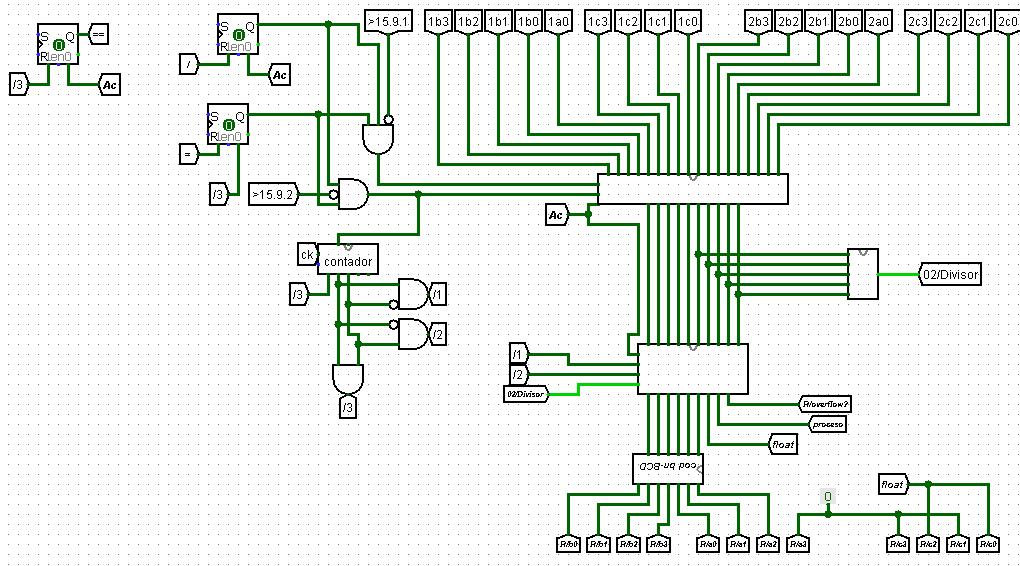 S Q
0
R len0
==
/3
Ac
S Q
0
R len0
/
Ac
>15.9.1
1b3 1b2 1b1 1b0 1a0 1c3 1c2 1c1 1c0 2b3 2b2 2b1 2b0 2a0 2c3 2c2 2c1 2c0
S Q
0
R len0
=
/3
>15.9.2
Ac
ck
contador
/3
/1
/2
/3
02/Divisor
/1
/2
02/Divisor
R/overflow?
proceso
float
cod bn-BCD
float
0
R/b0 R/b1 R/b2 R/b3 R/a0 R/a1 R/a2 R/a3 R/c3 R/c2 R/c1 R/c0